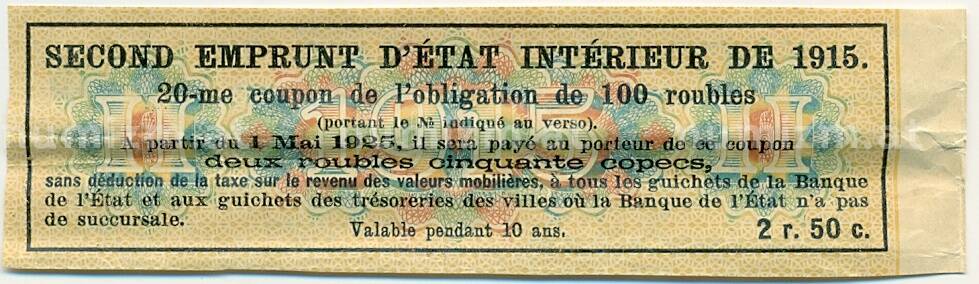 SECOND EMPRUNT D'ÉTAT INTÉRIEUR DE 1915.
20-me coupon de l'obligation de 100 roubles
(portant le № indiqué au verso).
A partir du 1 Mai 1925, il sera payé au porteur de ce coupon
deux roubles cinquante copecs,
sans déduction de la taxe sur le revenu des valeurs mobilières, à tous les guichets de la Banque
de l'Etat et aux guichets des trésoreries des villes où la Banque de l'État n'a pas
de succursale.
Valable pendant 10 ans.
2 r. 50 c.
II 1915 II